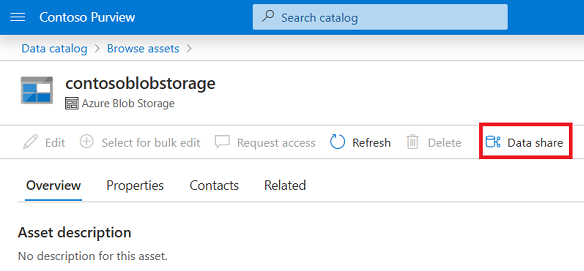 Contoso Purview
Search catalog
Data catalog > Browse assets >
contosoblobstorage
Azure Blob Storage
Edit Select for bulk edit Request access Refresh Delete Data share
Overview Properties Contacts Related
Asset description
No description for this asset.